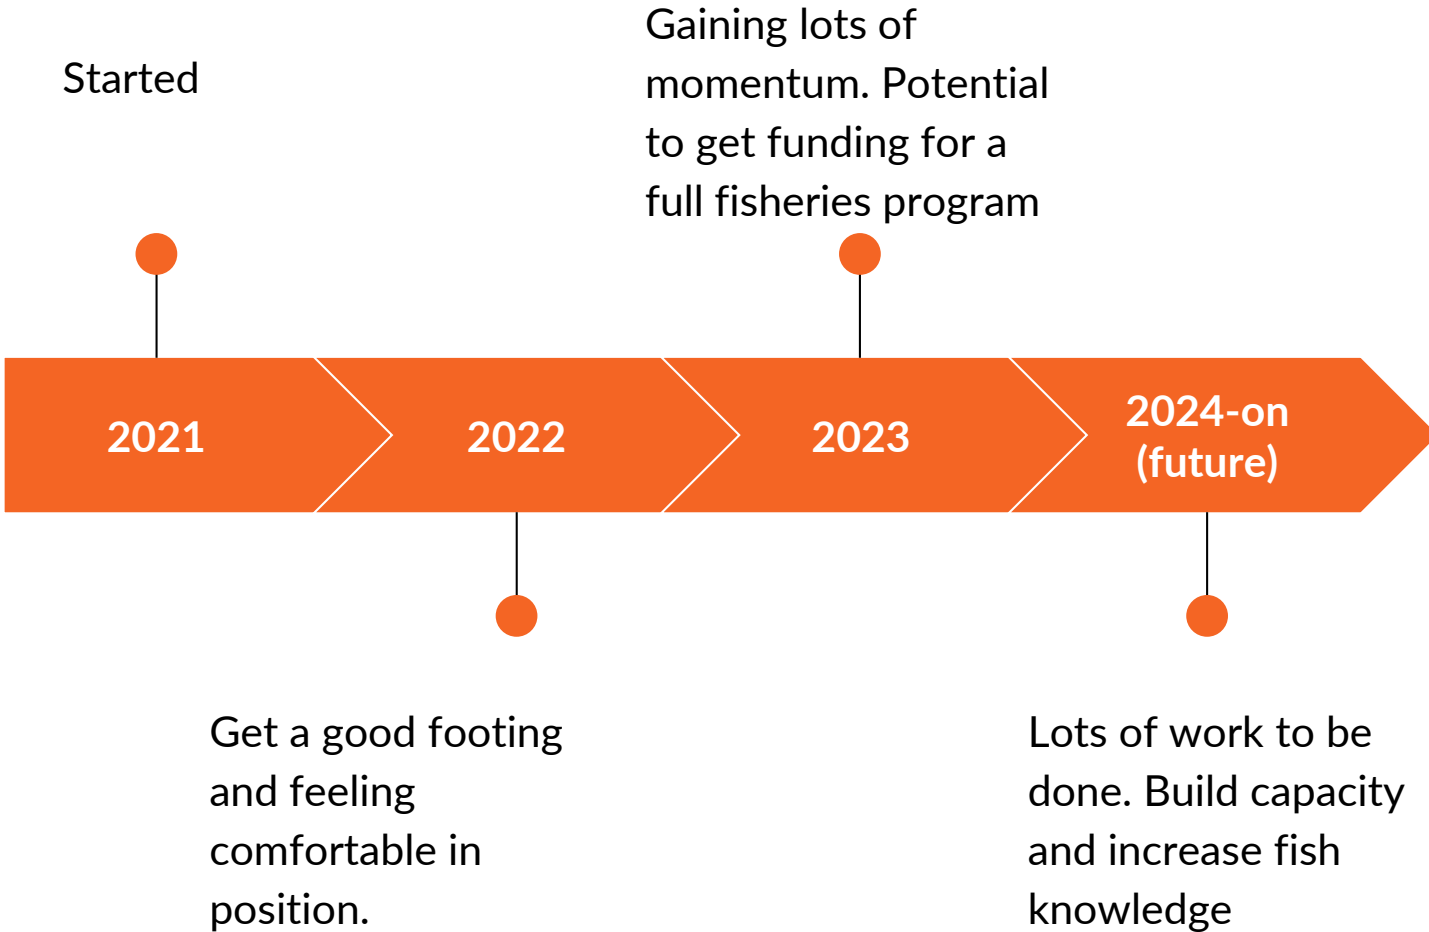 Started
Gaining lots of
momentum. Potential
to get funding for a
full fisheries program
2021
2022
2023
2024-on
(future)
Get a good footing
and feeling
comfortable in
position.
Lots of work to be
done. Build capacity
and increase fish
knowledge